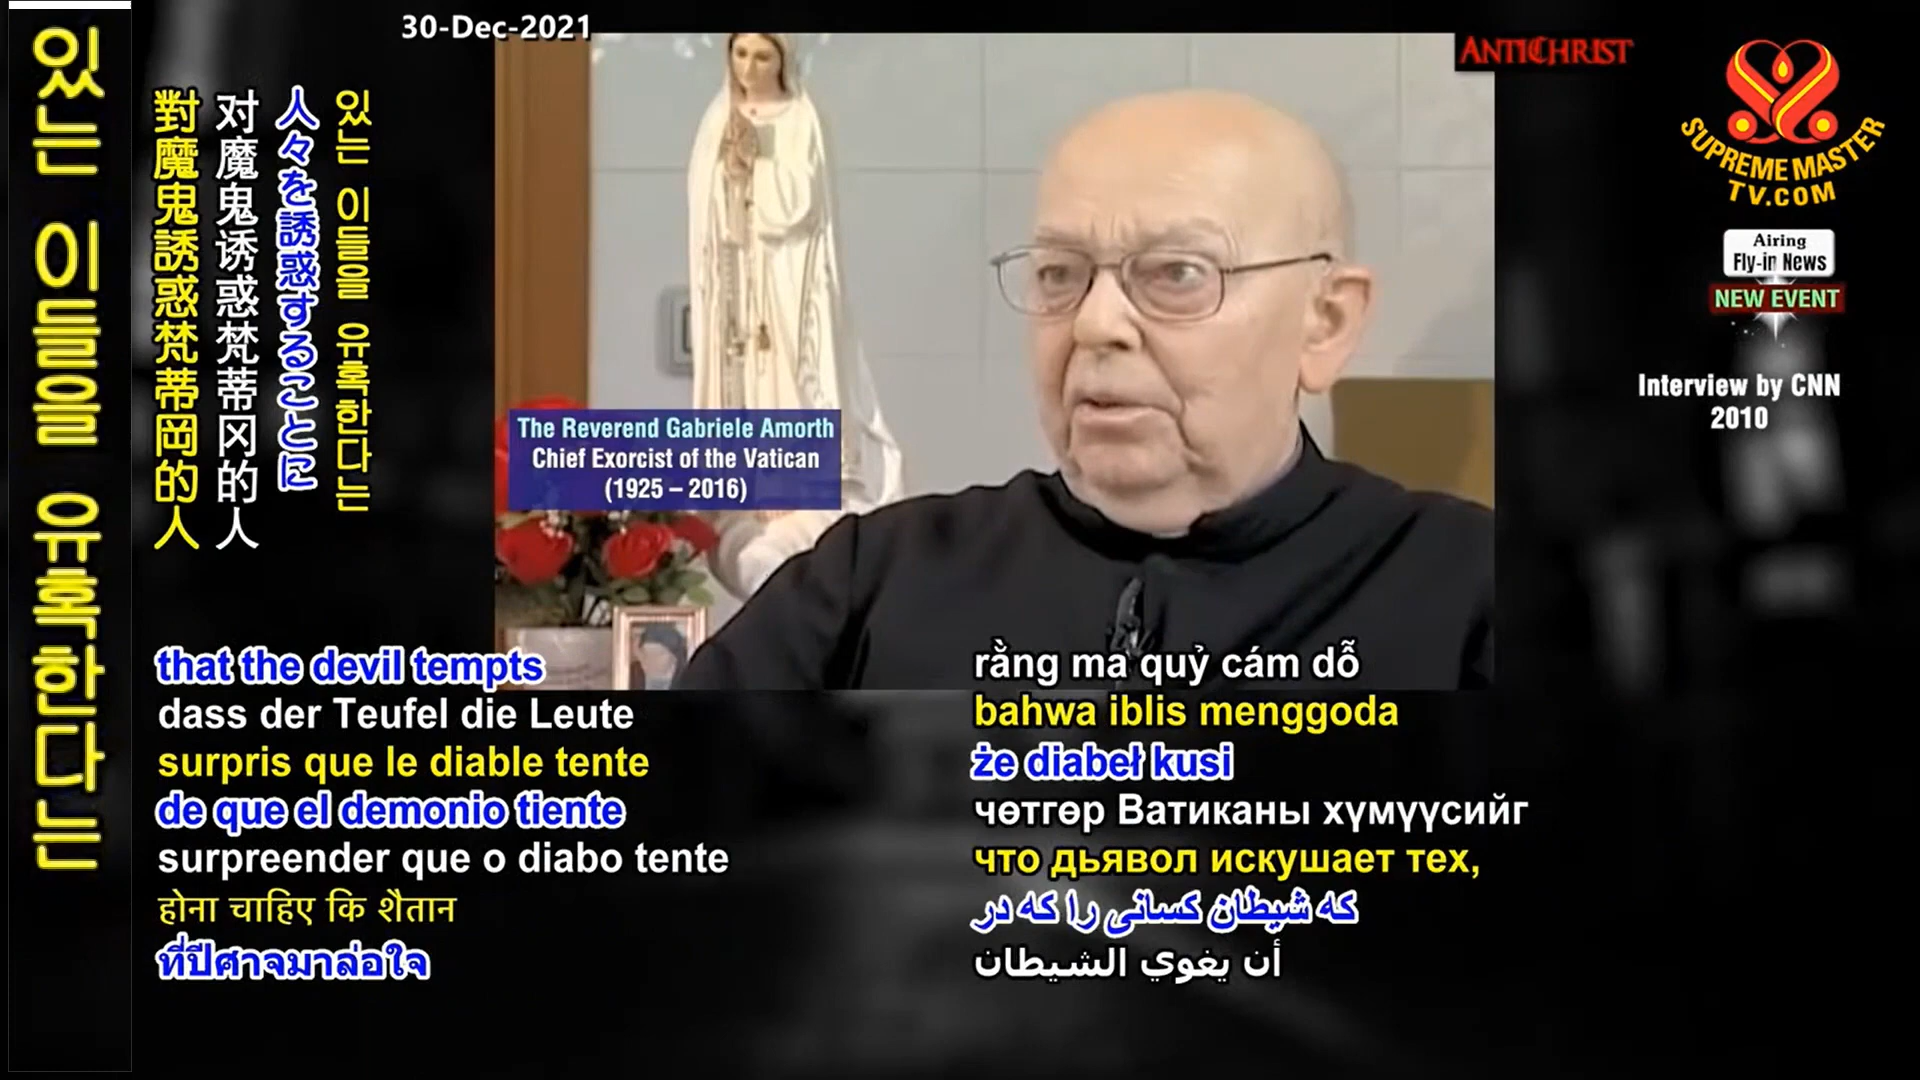 30-Dec-2021
ANTICHRIST
있는 이들을 유혹한다는
對魔鬼誘惑梵蒂岡的人
对魔鬼诱惑梵蒂冈的人
人々を誘惑することに
있는 이들을 유혹한다는
SUPREME MASTER
TV.COM
Airing
Fly-in News
NEW EVENT
Interview by CNN
2010
The Reverend Gabriele Amorth
Chief Exorcist of the Vatican
(1925 – 2016)
that the devil tempts
dass der Teufel die Leute
surpris que le diable tente
de que el demonio tiente
surpreender que o diabo tente
होना चाहिए कि शैतान
ที่ปีศาจมาล่อใจ
rằng ma quỷ cám dỗ
bahwa iblis menggoda
że diabeł kusi
чөтгөр Ватиканы хүмүүсийг
что дьявол искушает тех,
که شیطان کسانی را که در
أن يغوي الشيطان